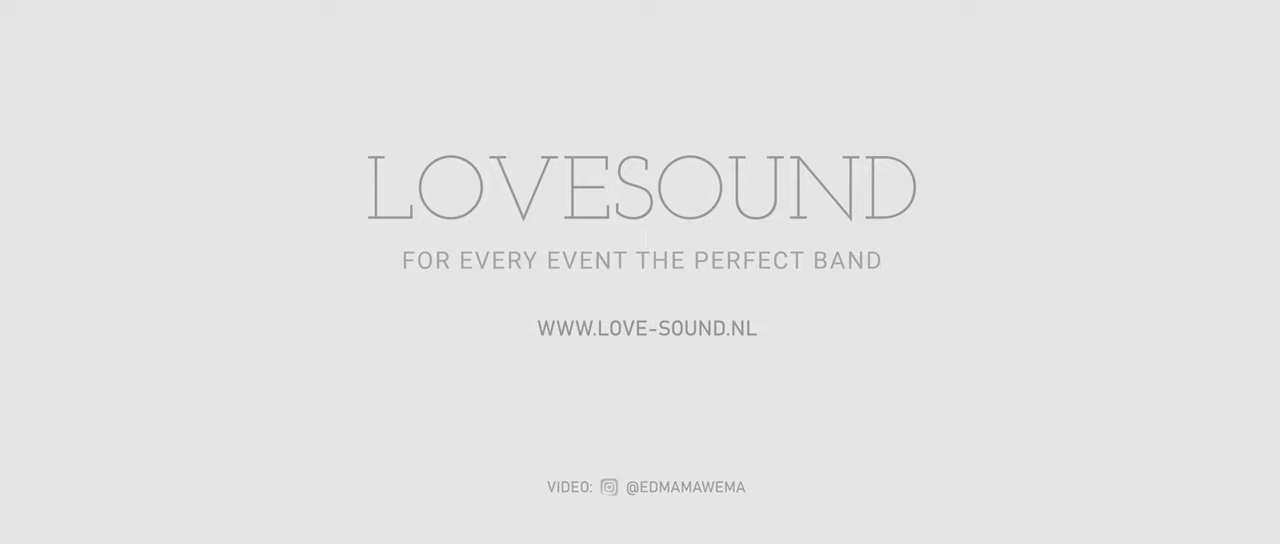 LOVESOUND
FOR EVERY EVENT THE PERFECT BAND
WWW.LOVE-SOUND.NL
VIDEO: @EDMAMAWEMA